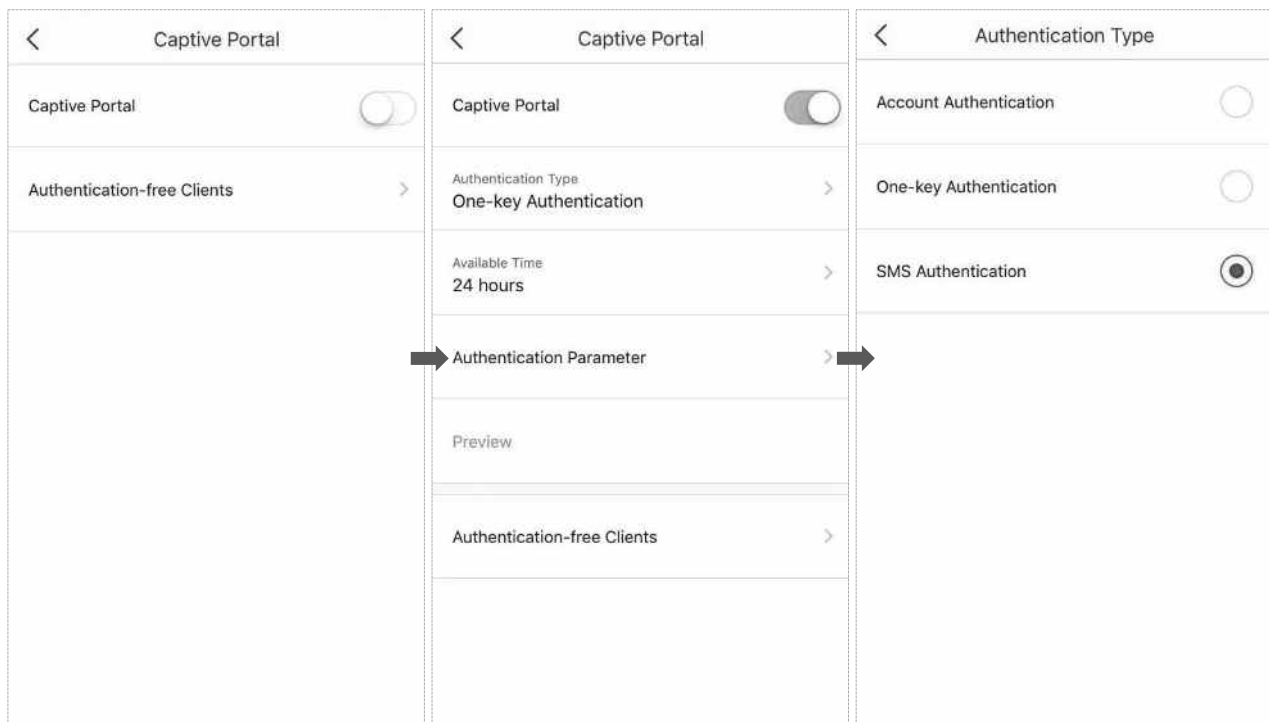 Captive Portal
Captive Portal
Authentication-free Clients
Captive Portal
Captive Portal
Authentication Type
One-key Authentication
Available Time
24 hours
Authentication Parameter
Preview
Authentication-free Clients
Authentication Type
Account Authentication
One-key Authentication
SMS Authentication